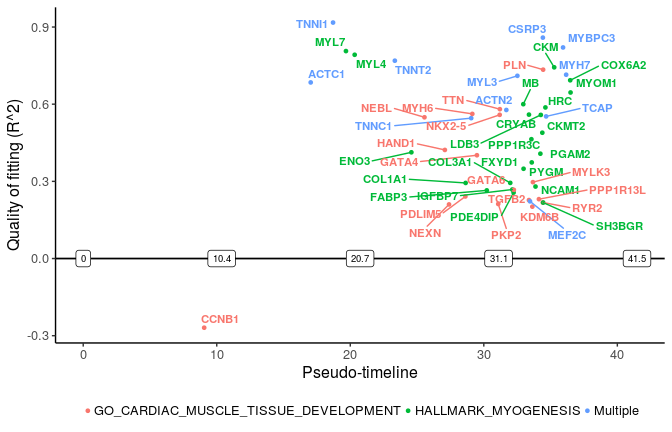 0.9
0.6
0.3
0.0
-0.3
Quality of fitting (R^2)
TNNI1
MYL7
MYL4
TNNT2
ACTC1
CSRP3
MYBPC3
CKM
PLN
MYH7
COX6A2
MYL3
MB
MYOM1
TTN
ACTN2
HRC
NEBL
MYH6
TCAP
TNNC1
NKX2-5
CRYAB
CKMT2
HAND1
LDB3
PPP1R3C
ENO3
GATA4
COL3A1
FXYD1
PGAM2
PYGM
MYLK3
COL1A1
GATA6
NCAM1
PPP1R13L
FABP3
IGFBP7
TGFB2
RYR2
PDLIM5
PDE4DIP
KDM6B
SH3BGR
NEXN
PKP2
MEF2C
0
10.4
20.7
31.1
41.5
CCNB1
0
10
20
30
40
Pseudo-timeline
GO_CARDIAC_MUSCLE_TISSUE_DEVELOPMENT HALLMARK_MYOGENESIS Multiple